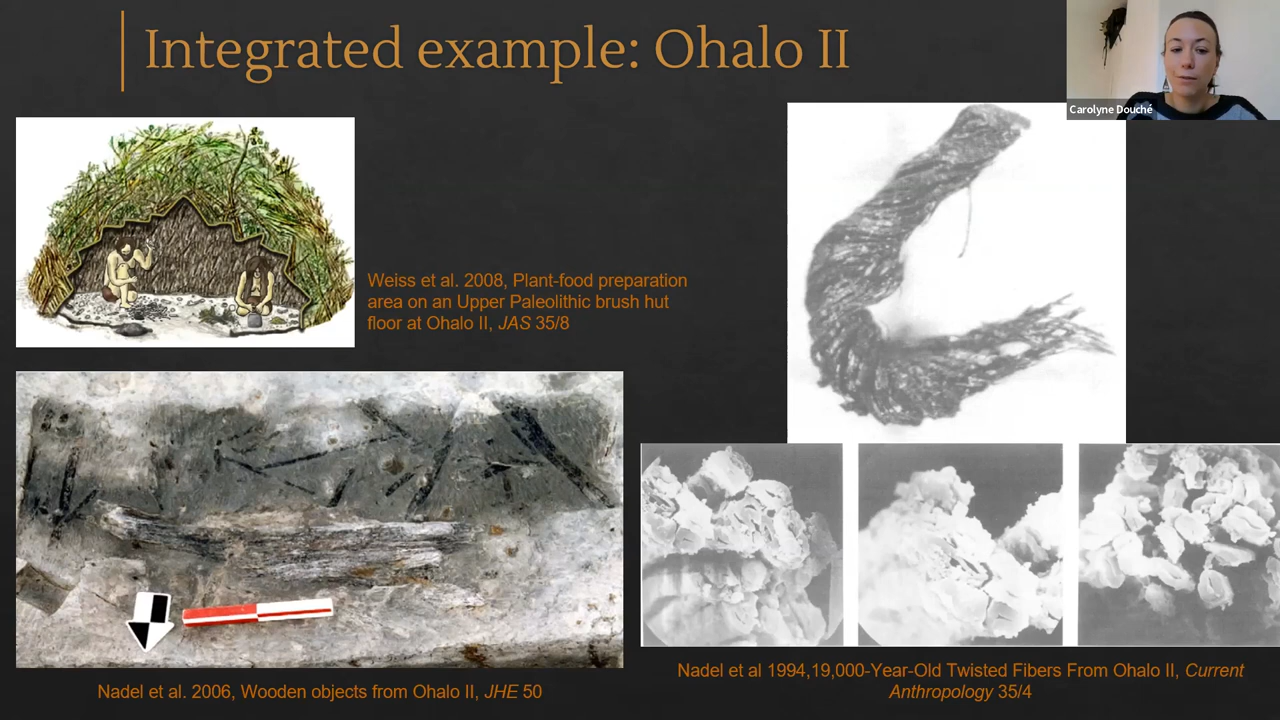 Integrated example: Ohalo II
Carolyne Douché
Weiss et al. 2008, Plant-food preparation
area on an Upper Paleolithic brush hut
floor at Ohalo II, JAS 35/8
Nadel et al. 2006, Wooden objects from Ohalo II, JHE 50
Nadel et al 1994,19,000-Year-Old Twisted Fibers From Ohalo II, Current
Anthropology 35/4